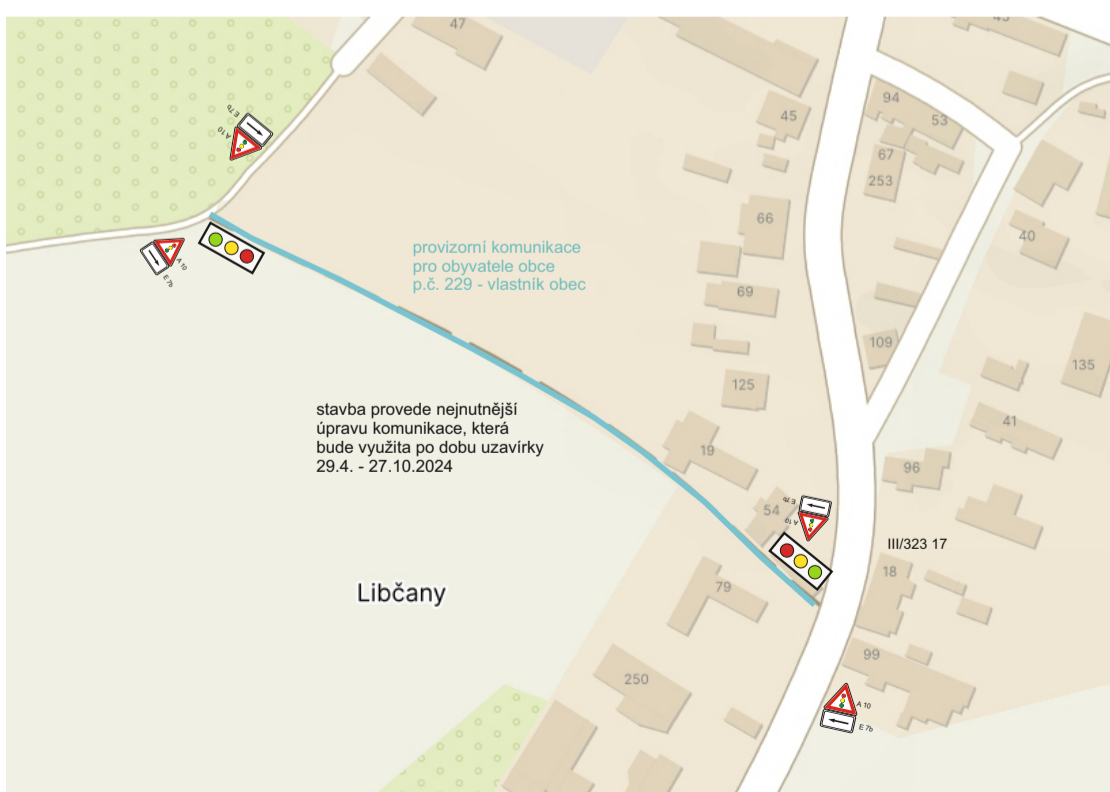 47
45
94
53
E 7b
A 10
67
253
66
40
A 10
E 7b
provizorní komunikace
pro obyvatele obce
p.č. 229 - vlastník obec
69
109
135
125
stavba provede nejnutnější
úpravu komunikace, která
bude využita po dobu uzavírky
29.4. - 27.10.2024
41
19
96
E 7b
54
A 10
III/323 17
18
Libčany
79
99
250
A 10
E 7b